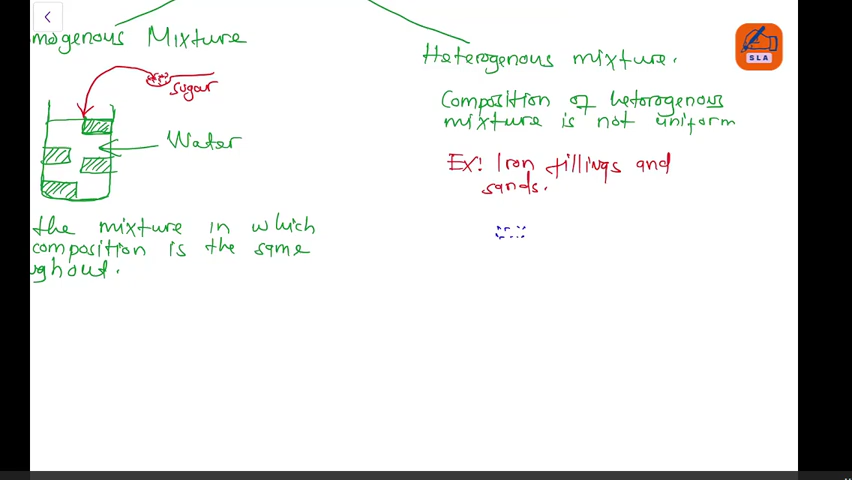 mogenous Mixture
sugar
Water
the mixture in which
composition is the same
ughout.
Heterogenous mixture.
Composition of heterogenous
mixture is not uniform
Ex: Iron fillings and
sands.
SLA